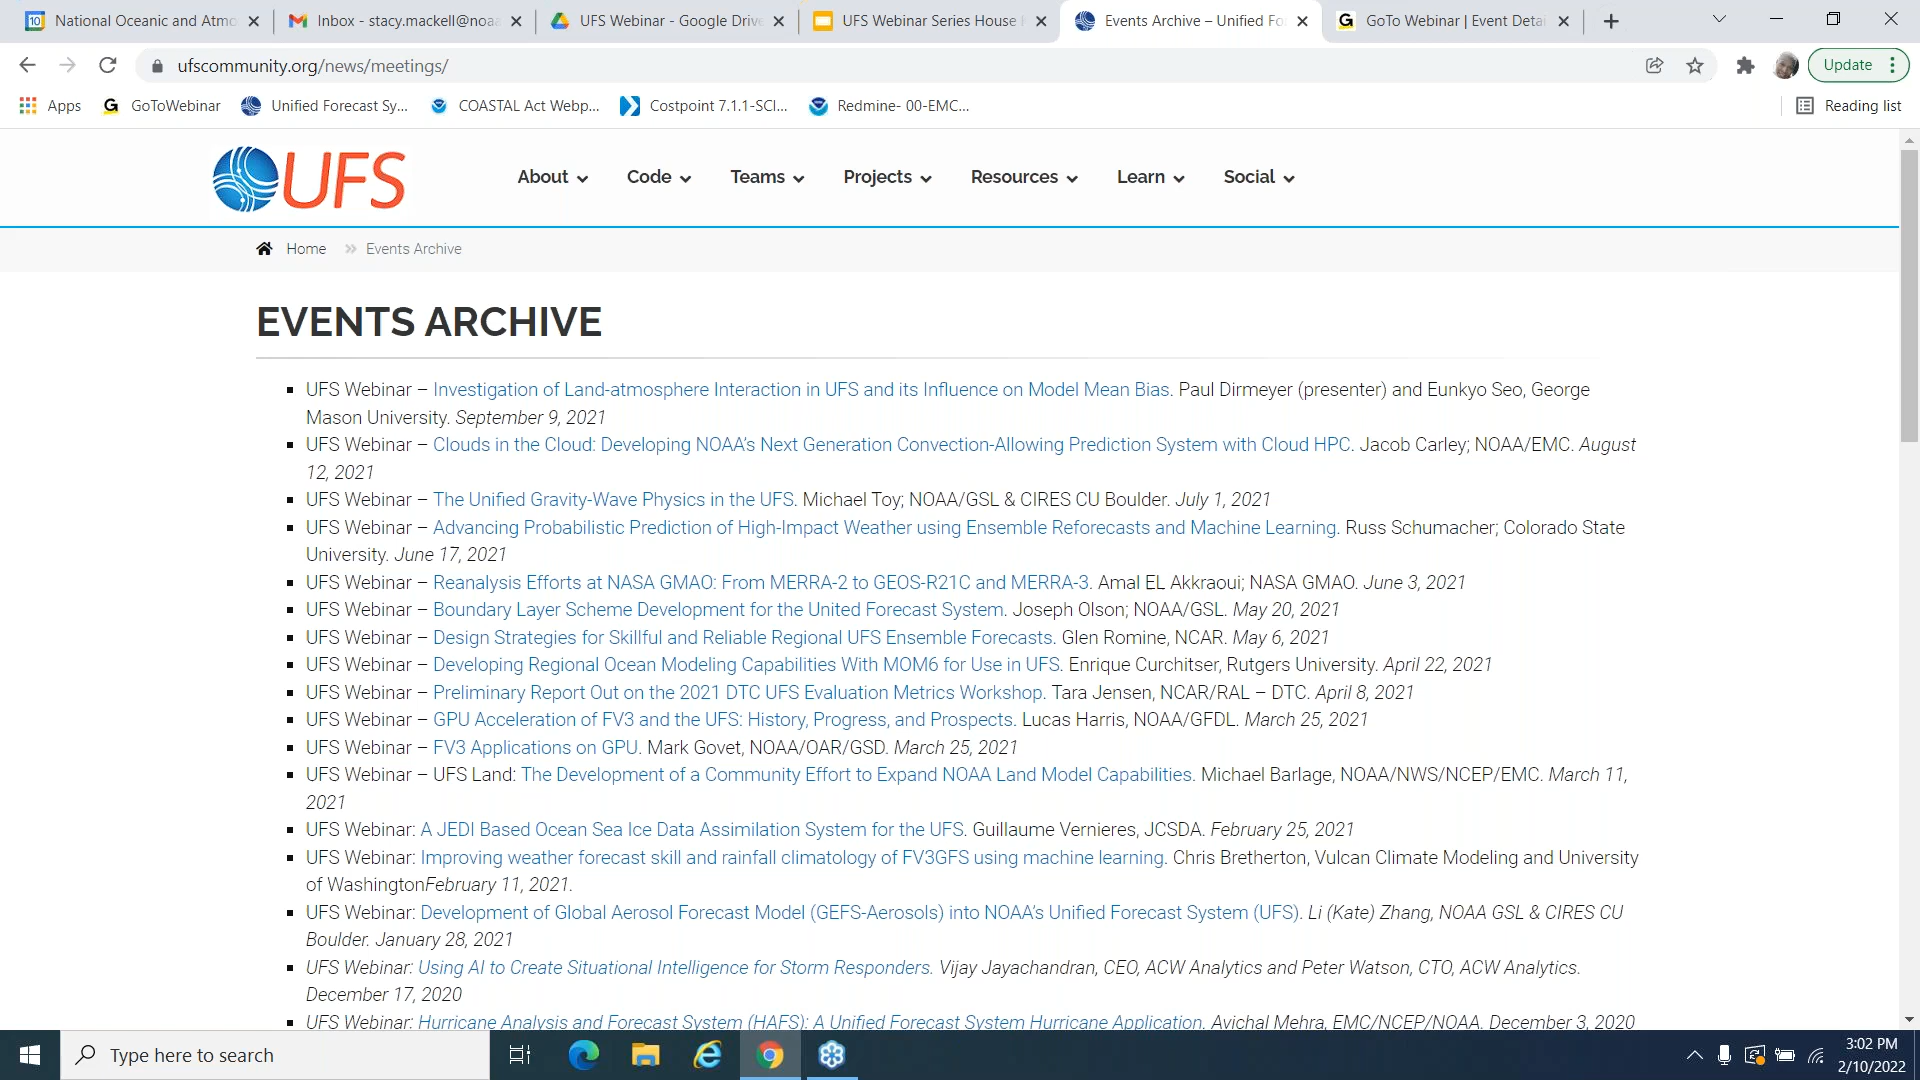 National Oceanic and Atmo
Inbox - stacy.mackell@noaa
UFS Webinar - Google Drive
UFS Webinar Series House
Events Archive – Unified Fo
GoTo Webinar | Event Detai
ufscommunity.org/news/meetings/
Update
Apps
GoToWebinar
Unified Forecast Sy...
COASTAL Act Webp...
Costpoint 7.1.1-SCI...
Redmine- 00-EMC...
Reading list
UFS
About
Code
Teams
Projects
Resources
Learn
Social
Home » Events Archive
EVENTS ARCHIVE
UFS Webinar – Investigation of Land-atmosphere Interaction in UFS and its Influence on Model Mean Bias. Paul Dirmeyer (presenter) and Eunkyo Seo, George
Mason University. September 9, 2021
UFS Webinar – Clouds in the Cloud: Developing NOAA's Next Generation Convection-Allowing Prediction System with Cloud HPC. Jacob Carley; NOAA/EMC. August
12, 2021
UFS Webinar – The Unified Gravity-Wave Physics in the UFS. Michael Toy; NOAA/GSL & CIRES CU Boulder. July 1, 2021
UFS Webinar – Advancing Probabilistic Prediction of High-Impact Weather using Ensemble Reforecasts and Machine Learning. Russ Schumacher; Colorado State
University. June 17, 2021
UFS Webinar – Reanalysis Efforts at NASA GMAO: From MERRA-2 to GEOS-R21C and MERRA-3. Amal EL Akkraoui; NASA GMAO. June 3, 2021
UFS Webinar – Boundary Layer Scheme Development for the United Forecast System. Joseph Olson; NOAA/GSL. May 20, 2021
UFS Webinar – Design Strategies for Skillful and Reliable Regional UFS Ensemble Forecasts. Glen Romine, NCAR. May 6, 2021
UFS Webinar – Developing Regional Ocean Modeling Capabilities With MOM6 for Use in UFS. Enrique Curchitser, Rutgers University. April 22, 2021
UFS Webinar – Preliminary Report Out on the 2021 DTC UFS Evaluation Metrics Workshop. Tara Jensen, NCAR/RAL – DTC. April 8, 2021
UFS Webinar – GPU Acceleration of FV3 and the UFS: History, Progress, and Prospects. Lucas Harris, NOAA/GFDL. March 25, 2021
UFS Webinar – FV3 Applications on GPU. Mark Govet, NOAA/OAR/GSD. March 25, 2021
UFS Webinar – UFS Land: The Development of a Community Effort to Expand NOAA Land Model Capabilities. Michael Barlage, NOAA/NWS/NCEP/EMC. March 11,
2021
UFS Webinar: A JEDI Based Ocean Sea Ice Data Assimilation System for the UFS. Guillaume Vernieres, JCSDA. February 25, 2021
UFS Webinar: Improving weather forecast skill and rainfall climatology of FV3GFS using machine learning. Chris Bretherton, Vulcan Climate Modeling and University
of WashingtonFebruary 11, 2021.
UFS Webinar: Development of Global Aerosol Forecast Model (GEFS-Aerosols) into NOAA's Unified Forecast System (UFS). Li (Kate) Zhang, NOAA GSL & CIRES CU
Boulder. January 28, 2021
UFS Webinar: Using AI to Create Situational Intelligence for Storm Responders. Vijay Jayachandran, CEO, ACW Analytics and Peter Watson, CTO, ACW Analytics.
December 17, 2020
UFS Webinar: Hurricane Analysis and Forecast System (HAFS): A Unified Forecast System Hurricane Application. Avichal Mehra, EMC/NCEP/NOAA. December 3, 2020
Type here to search
3:02 PM
2/10/2022